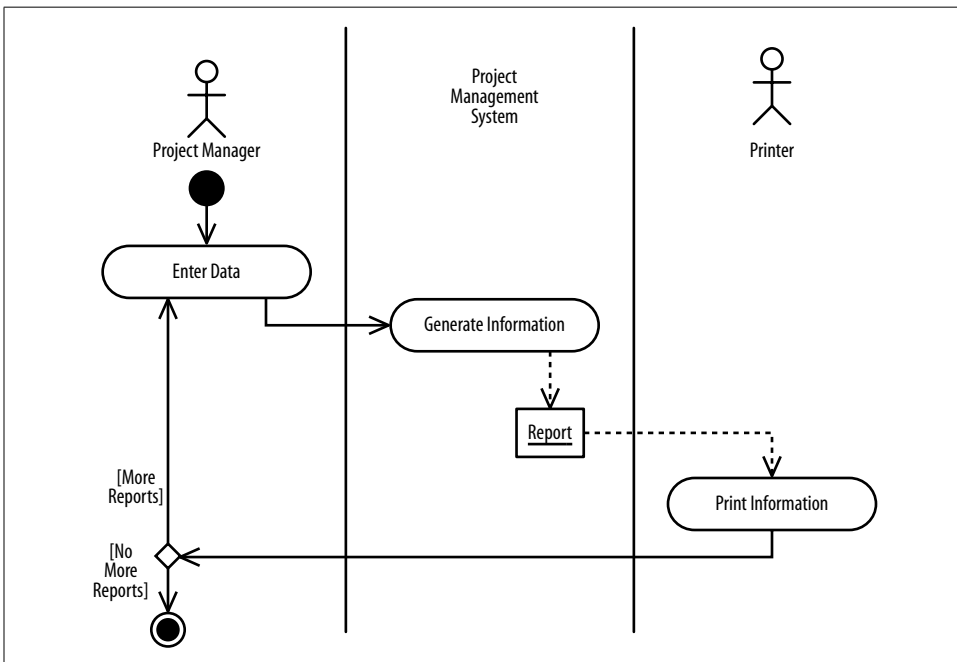 Project Manager
Project
Management
System
Printer
Enter Data
Generate Information
Report
Print Information
[More
Reports]
[No
More
Reports]